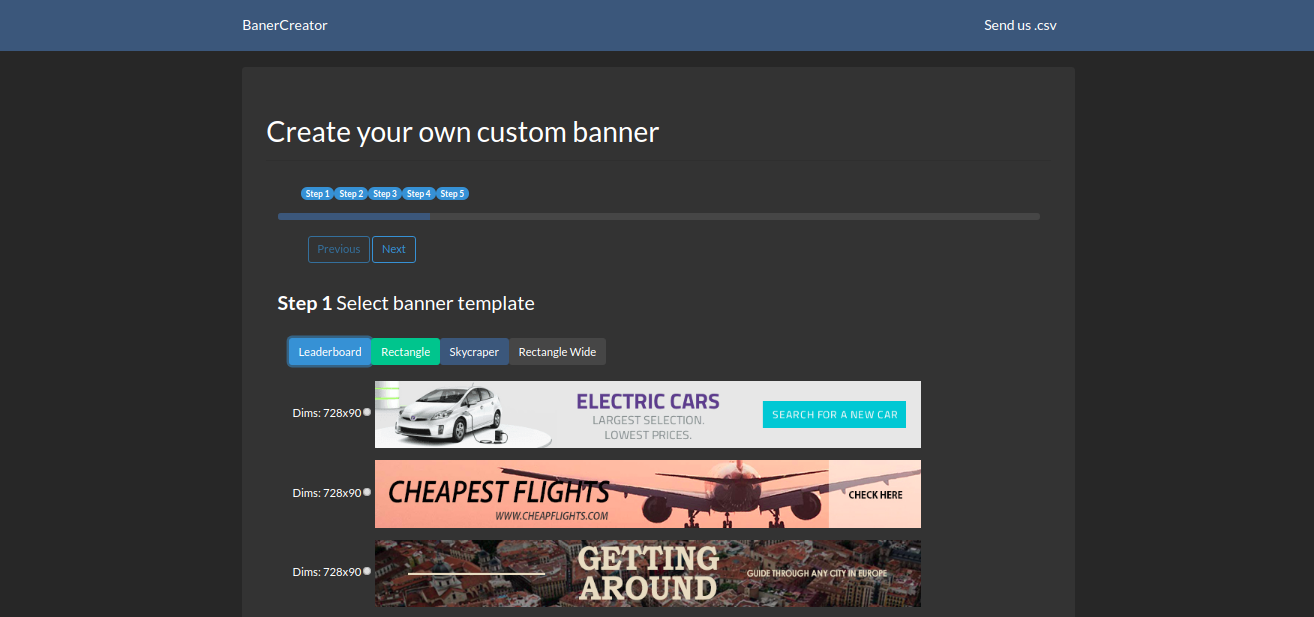 BanerCreator Send us .csv
Create your own custom banner
Step 1 Step 2 Step 3 Step 4 Step 5
Previous Next
Step 1 Select banner template
Leaderboard Rectangle Skycraper Rectangle Wide
Dims: 728x90
ELECTRIC CARS
LARGEST SELECTION.
LOWEST PRICES.
SEARCH FOR A NEW CAR
Dims: 728x90
CHEAPEST FLIGHTS
WWW.CHEAPFLIGHTS.COM
CHECK HERE
Dims: 728x90
GETTING
AROUND
GUIDE THROUGH ANY CITY IN EUROPE